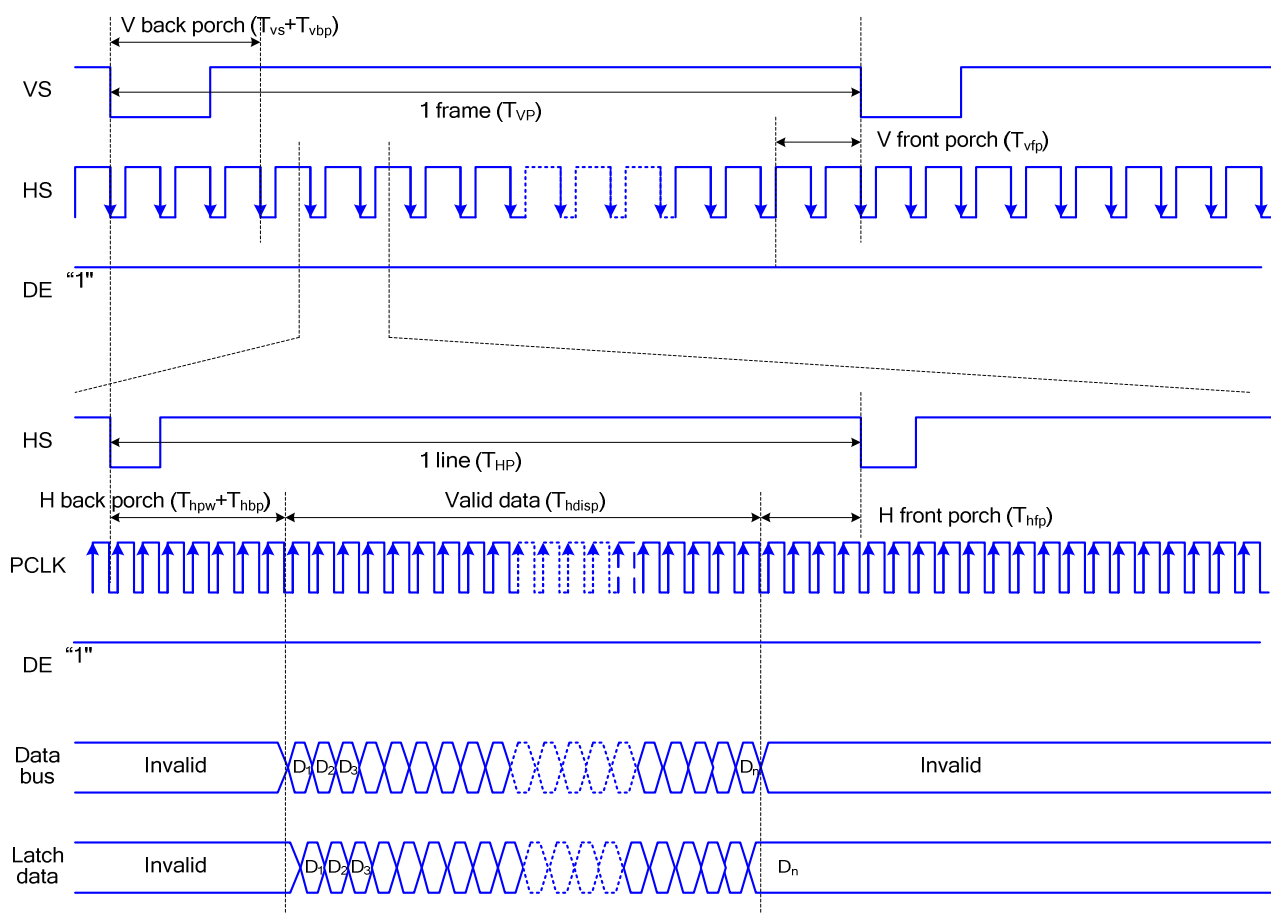 V back porch (Tvs+Tvbp)
VS
1 frame (TVP)
V front porch (Tvfp)
HS
DE "1"
HS
1 line (THP)
H back porch (Thpw+Thbp)
Valid data (Thdisp)
H front porch (Thfp)
PCLK
DE "1"
Data bus
Invalid
D1 D2 D3
Dn
Invalid
Latch data
Invalid
D1 D2 D3
Dn